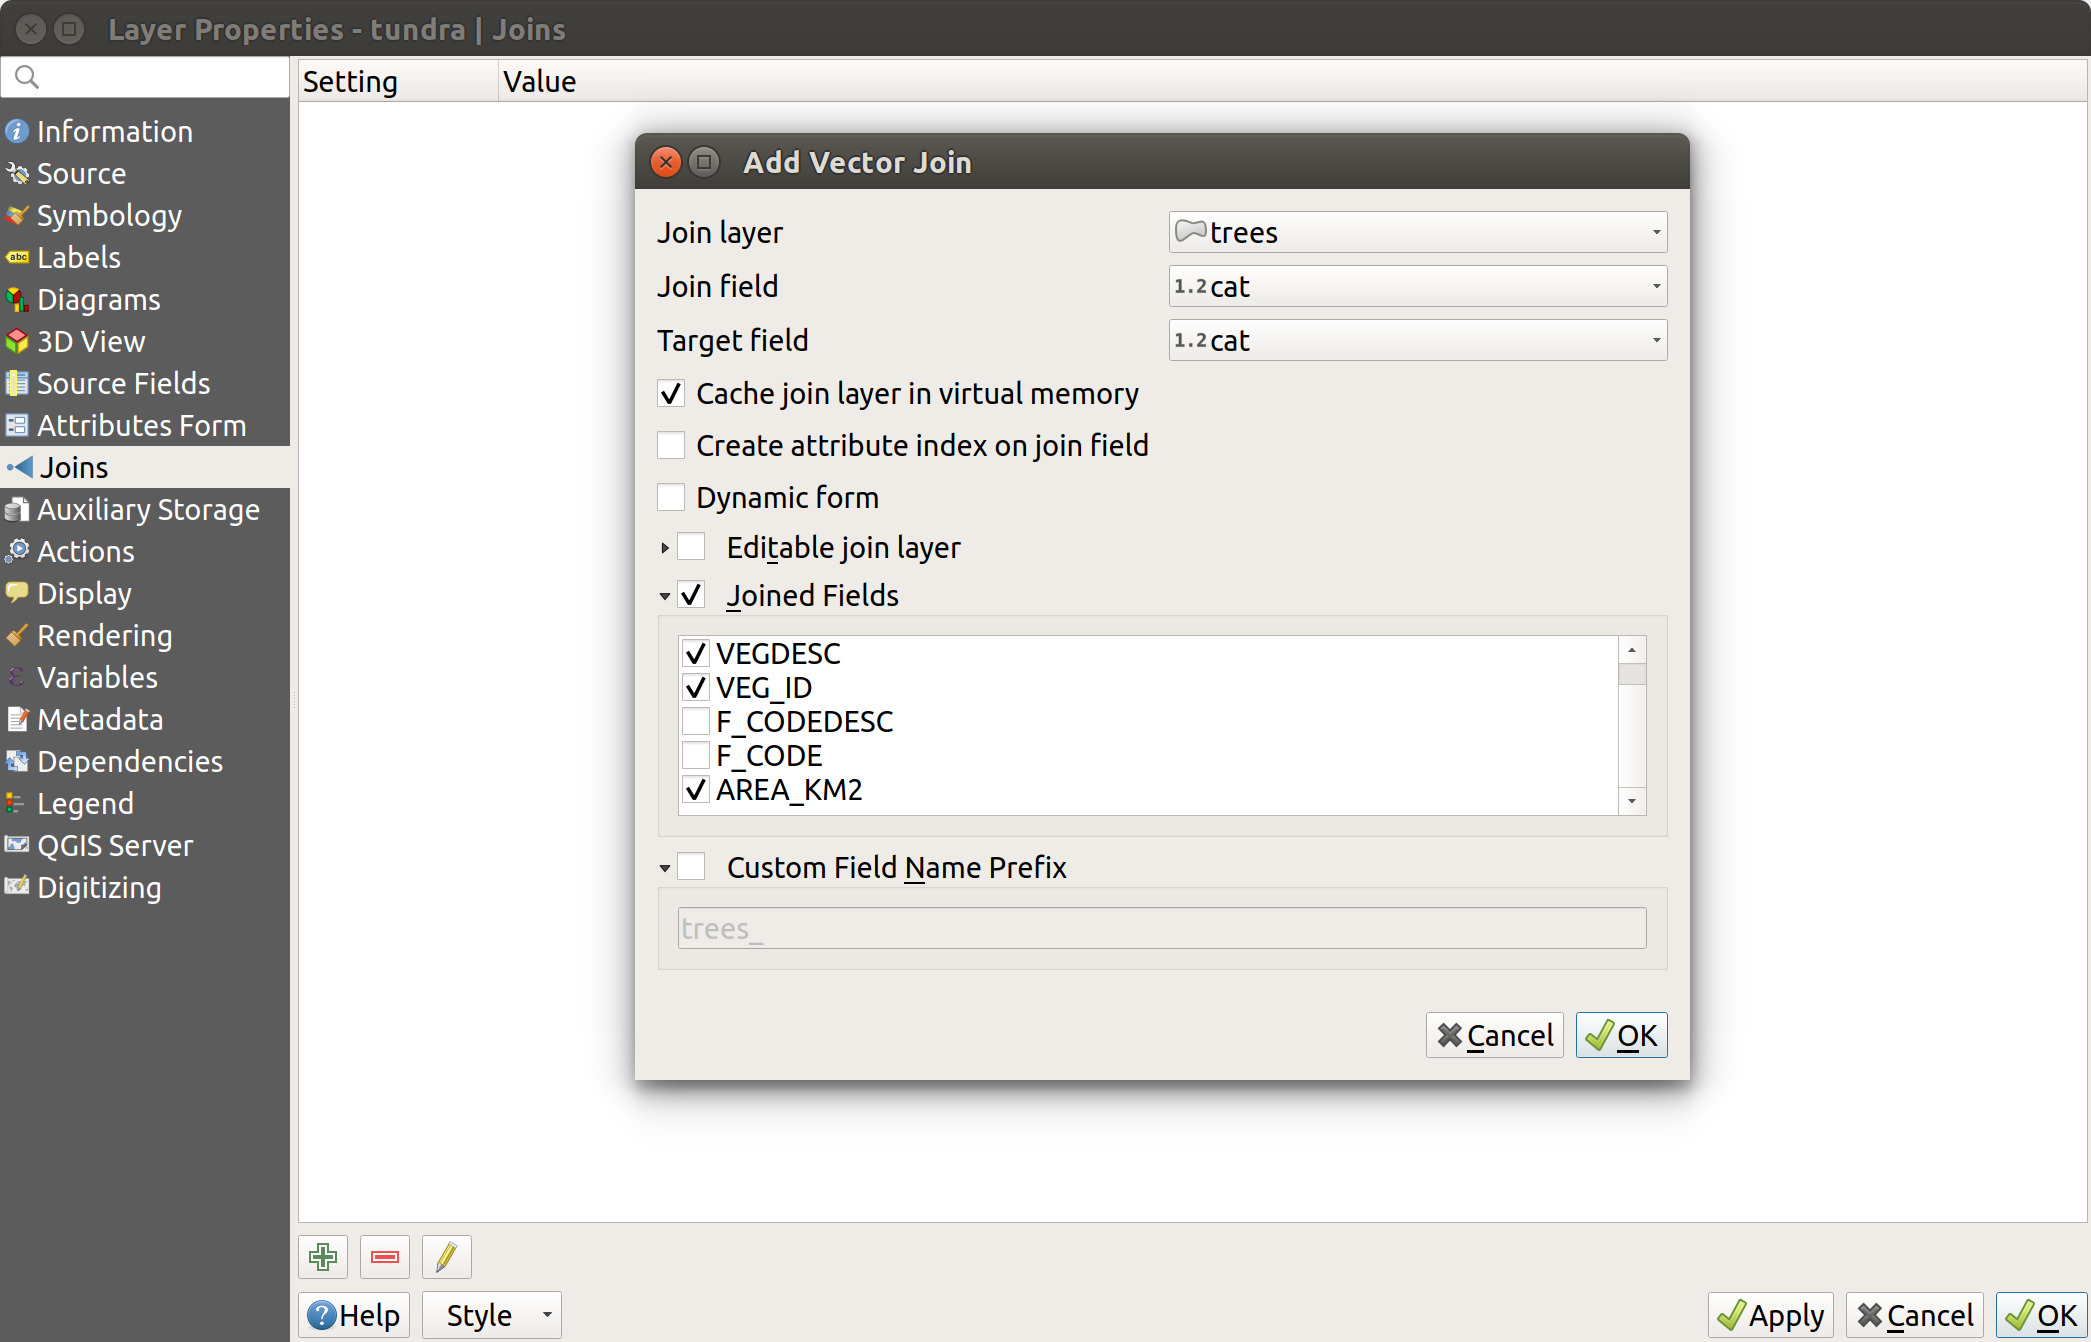 Layer Properties - tundra | Joins
Setting Value
Information
Source
Symbology
abc Labels
Diagrams
3D View
Source Fields
Attributes Form
Joins
Auxiliary Storage
Actions
Display
Rendering
Variables
Metadata
Dependencies
Legend
QGIS Server
Digitizing
Add Vector Join
Join layer trees
Join field 1.2 cat
Target field 1.2 cat
Cache join layer in virtual memory
Create attribute index on join field
Dynamic form
Editable join layer
Joined Fields
VEGDESC
VEG_ID
F_CODEDESC
F_CODE
AREA_KM2
Custom Field Name Prefix
trees_
Cancel OK
Help Style Apply Cancel OK